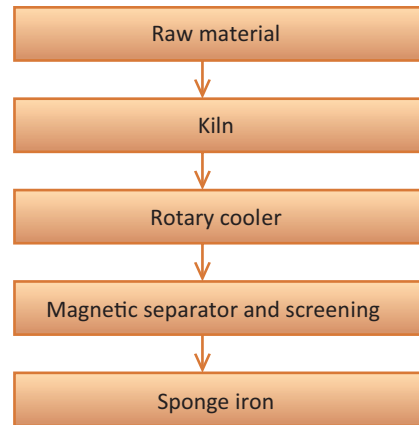 Raw material
Kiln
Rotary cooler
Magnetic separator and screening
Sponge iron